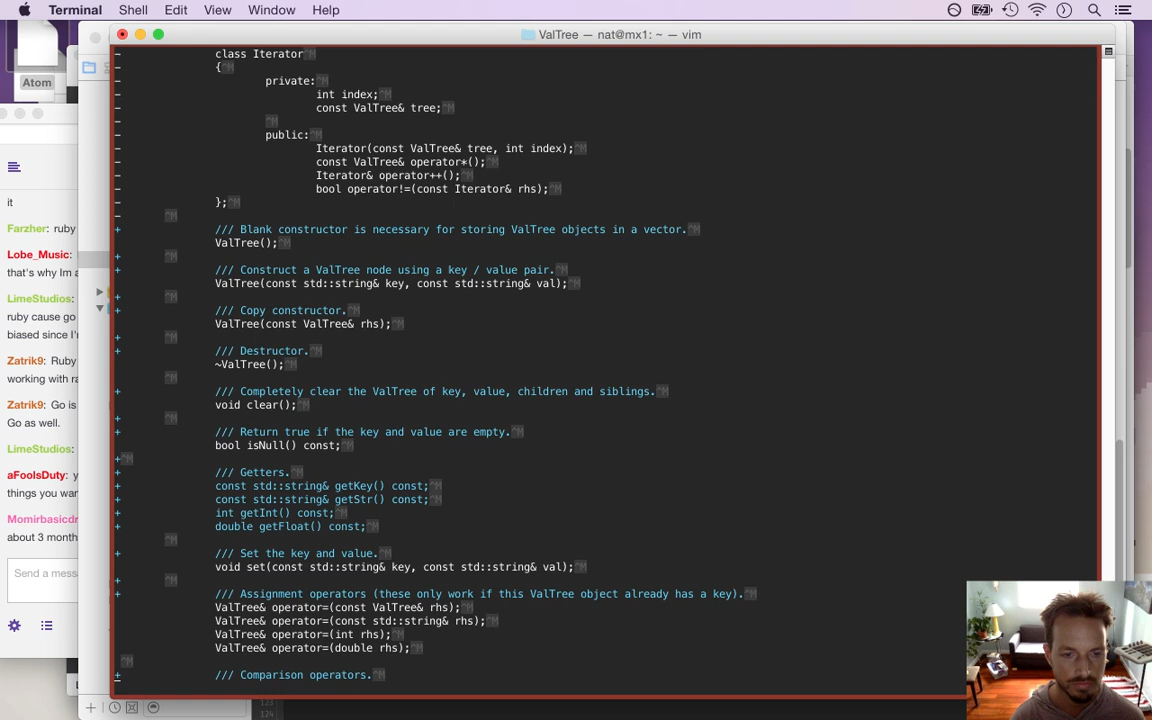 Terminal Shell Edit View Window Help
Atom
ValTree — nat@mx1: ~ — vim
-		class Iterator^M
-		{^M
-			private:^M
-				int index;^M
-				const ValTree& tree;^M
-			^M
-			public:^M
-				Iterator(const ValTree& tree, int index);^M
-				const ValTree& operator*();^M
-				Iterator& operator++();^M
-				bool operator!=(const Iterator& rhs);^M
-		};^M
-	^M
+		/// Blank constructor is necessary for storing ValTree objects in a vector.^M
		ValTree();^M
+	^M
+		/// Construct a ValTree node using a key / value pair.^M
		ValTree(const std::string& key, const std::string& val);^M
+	^M
+		/// Copy constructor.^M
		ValTree(const ValTree& rhs);^M
+	^M
+		/// Destructor.^M
		~ValTree();^M
	^M
+		/// Completely clear the ValTree of key, value, children and siblings.^M
		void clear();^M
+	^M
+		/// Return true if the key and value are empty.^M
		bool isNull() const;^M
+^M
+		/// Getters.^M
+		const std::string& getKey() const;^M
+		const std::string& getStr() const;^M
+		int getInt() const;^M
+		double getFloat() const;^M
	^M
+		/// Set the key and value.^M
		void set(const std::string& key, const std::string& val);^M
+	^M
+		/// Assignment operators (these only work if this ValTree object already has a key).^M
		ValTree& operator=(const ValTree& rhs);^M
		ValTree& operator=(const std::string& rhs);^M
		ValTree& operator=(int rhs);^M
		ValTree& operator=(double rhs);^M
^M
+		/// Comparison operators.^M
it
Farzher: ruby
Lobe_Music:
that's why Im a
LimeStudios:
ruby cause go
biased since I'm
Zatrik9: Ruby
working with ra
Zatrik9: Go is
Go as well.
LimeStudios:
aFoolsDuty: y
things you wan
Momirbasicdr
about 3 month
Send a mess
123
124